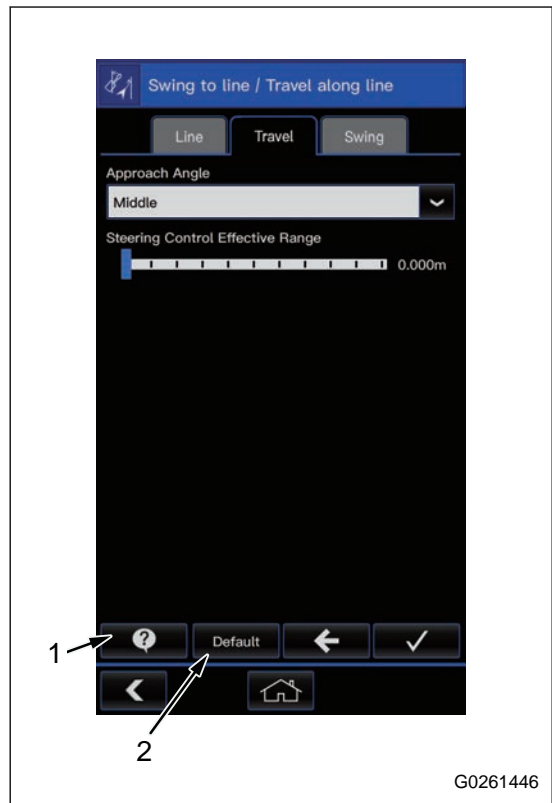 Swing to line / Travel along line
Line Travel Swing
Approach Angle
Middle
Steering Control Effective Range
0.000m
Default
1
2
G0261446